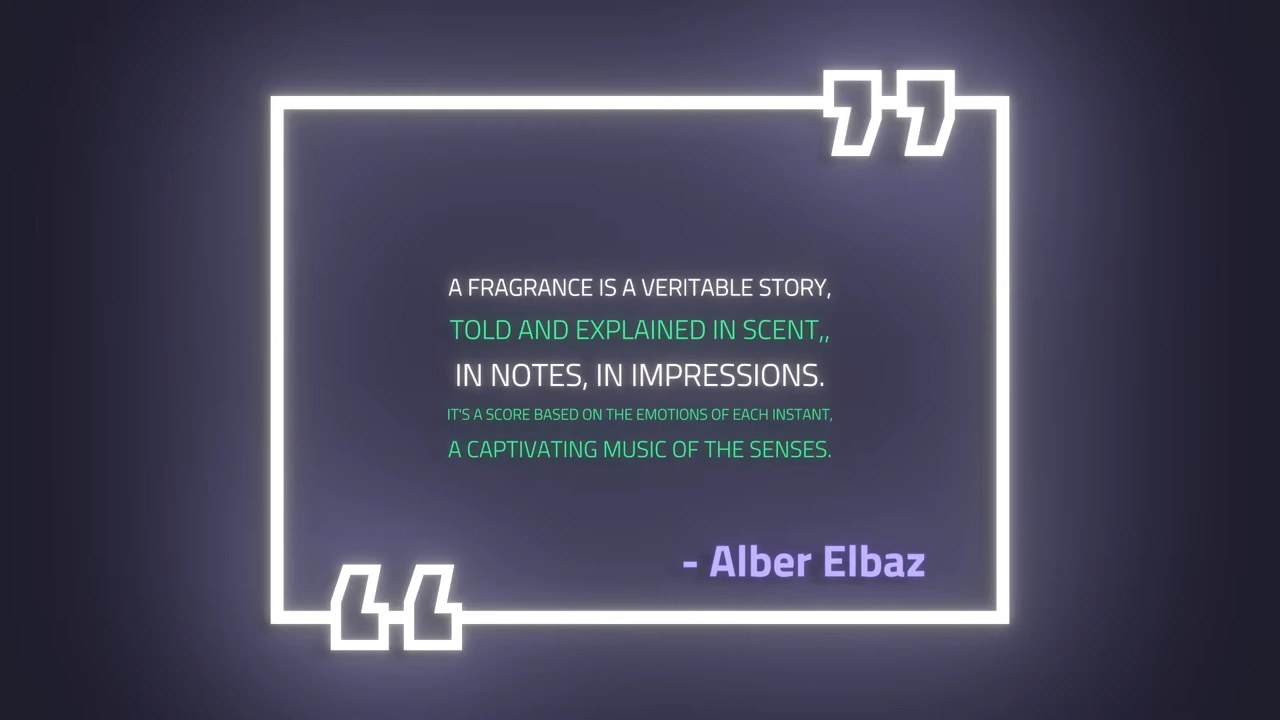 A FRAGRANCE IS A VERITABLE STORY,
TOLD AND EXPLAINED IN SCENT,,
IN NOTES, IN IMPRESSIONS.
IT'S A SCORE BASED ON THE EMOTIONS OF EACH INSTANT,
A CAPTIVATING MUSIC OF THE SENSES.
- Alber Elbaz